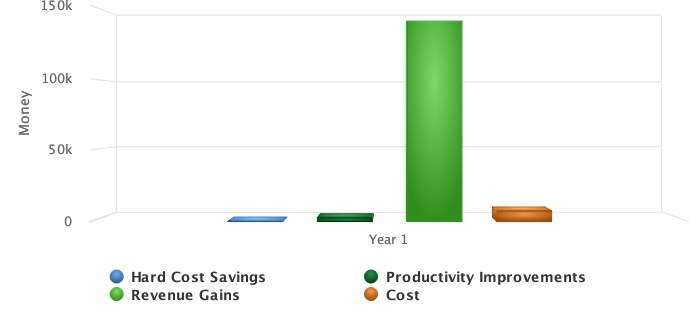 150k
100k
50k
0
Money
Year 1
Hard Cost Savings
Productivity Improvements
Revenue Gains
Cost